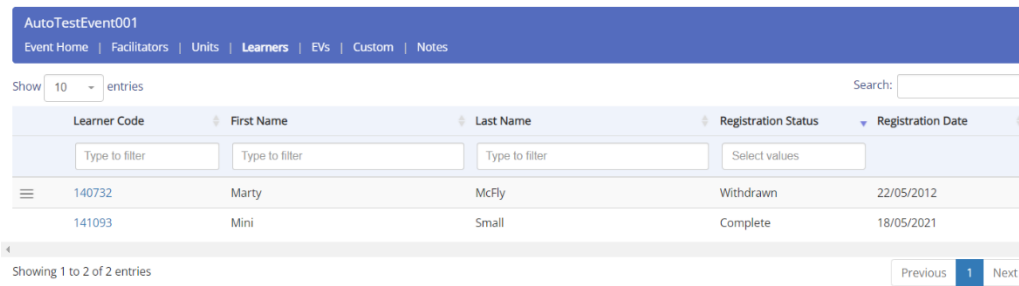 AutoTestEvent001
Event Home | Facilitators | Units | Learners | EVs | Custom | Notes
Show 10 entries Search:
Learner Code First Name Last Name Registration Status Registration Date
Type to filter Type to filter Type to filter Select values
140732 Marty McFly Withdrawn 22/05/2012
141093 Mini Small Complete 18/05/2021
Showing 1 to 2 of 2 entries Previous 1 Next